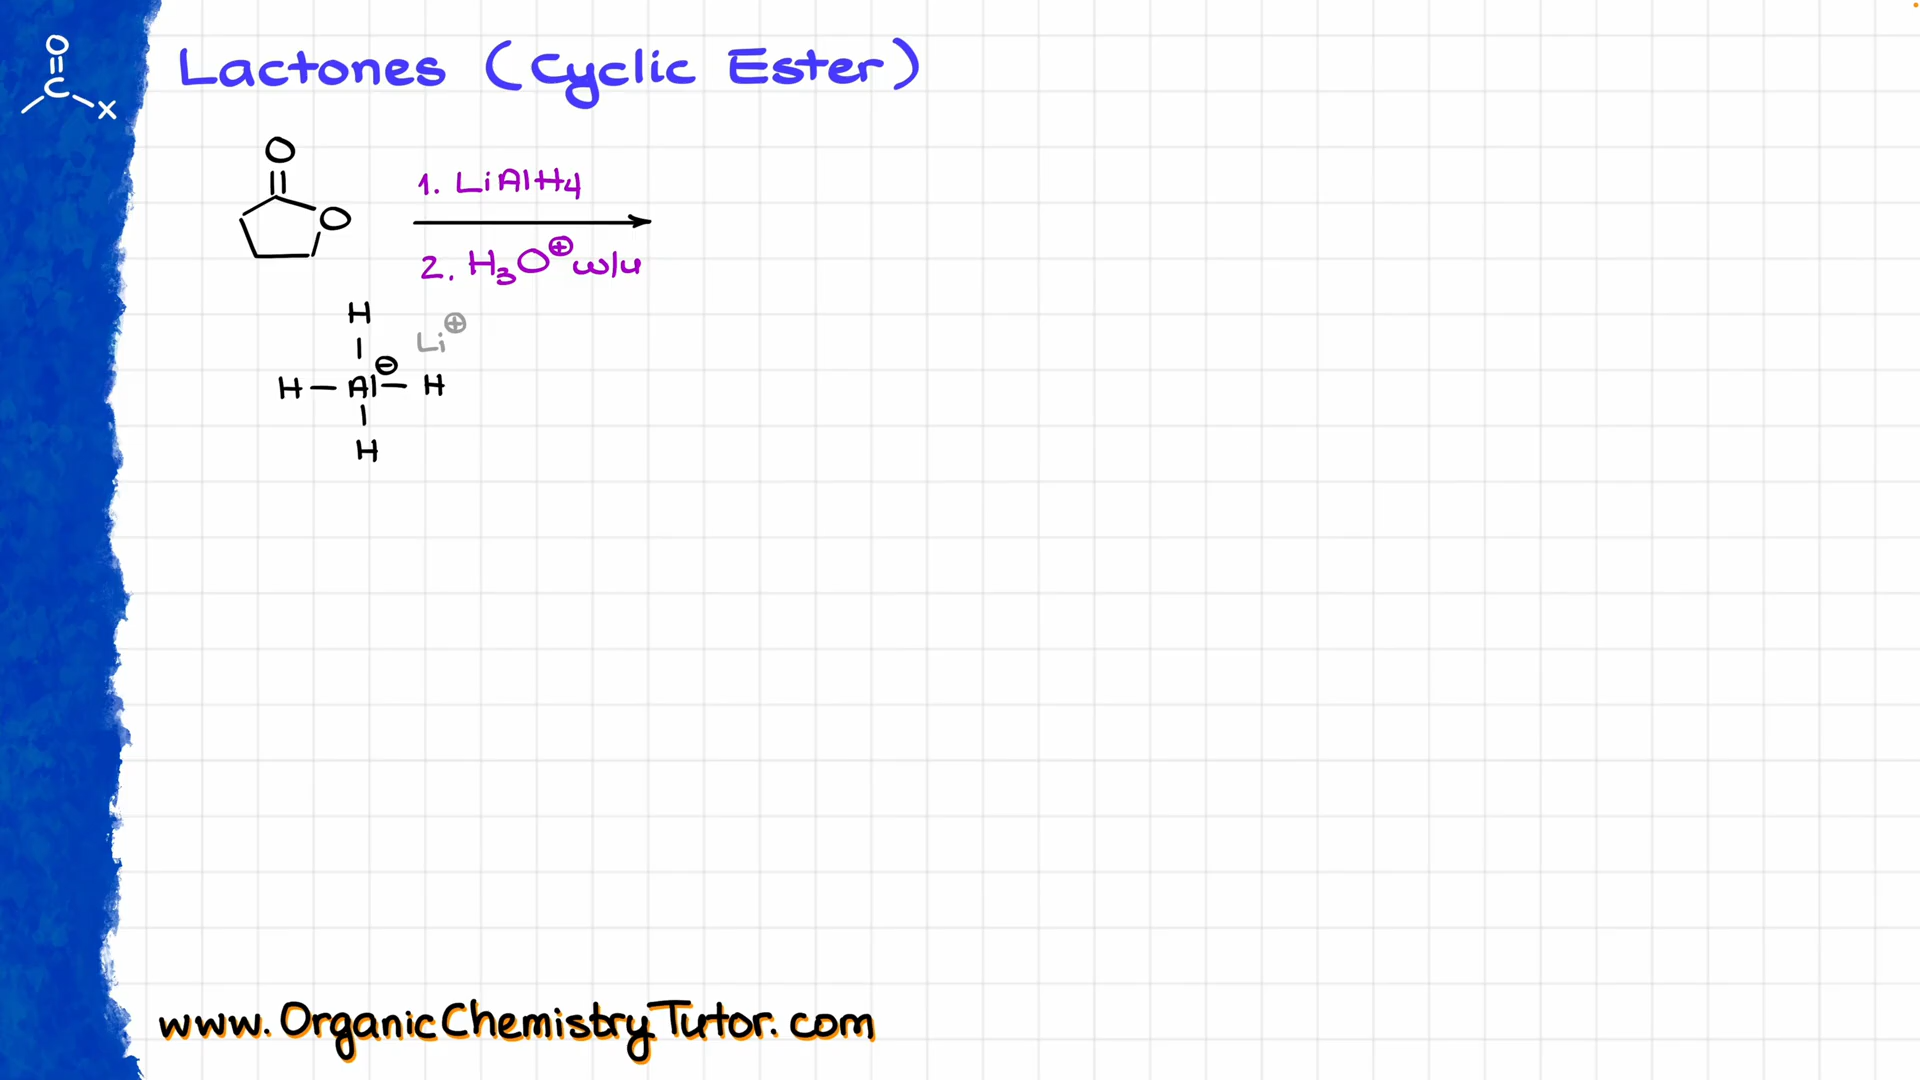 O
C
X
Lactones (Cyclic Ester)
O
O
1. LiAlH₄
2. H₃O⊕ w/u
H
Li⊕
H – Al⊖ – H
H
www.OrganicChemistryTutor.com